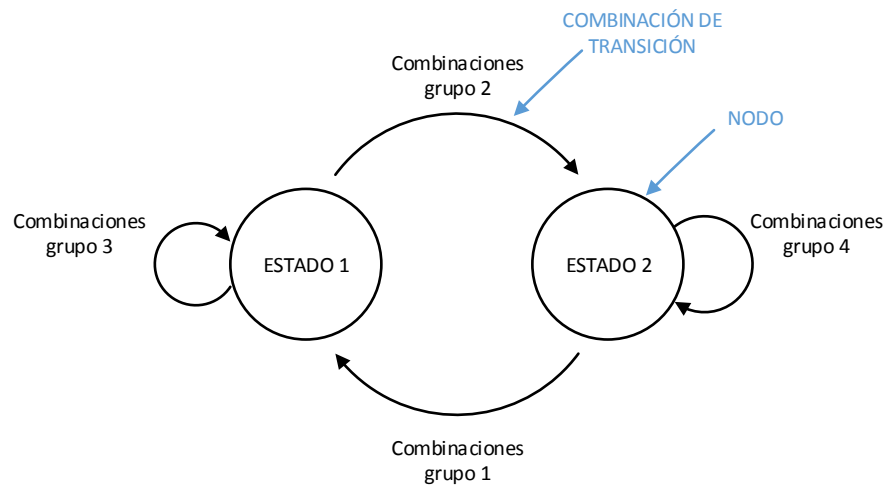 COMBINACIÓN DE
TRANSICIÓN
Combinaciones
grupo 2
NODO
Combinaciones
grupo 3
ESTADO 1
ESTADO 2
Combinaciones
grupo 4
Combinaciones
grupo 1